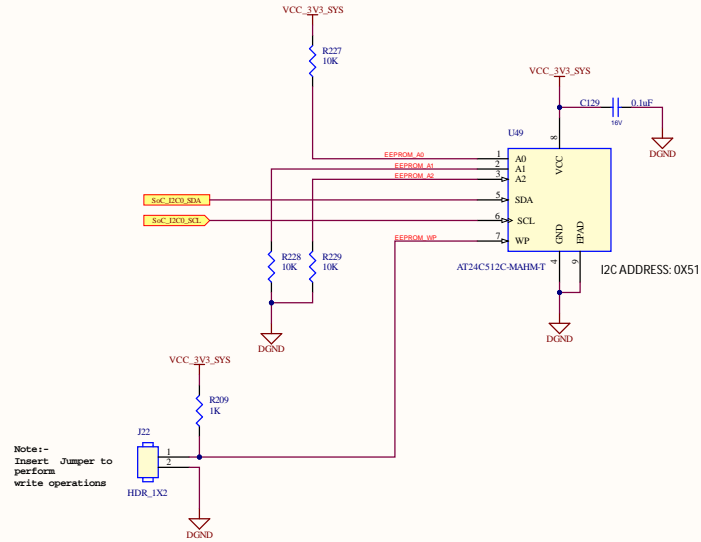 VCC_3V3_SYS
R227
10K
VCC_3V3_SYS
C129
0.1uF
16V
DGND
U49
8
VCC
EEPROM_A0
1
A0
EEPROM_A1
2
A1
EEPROM_A2
3
A2
SoC_I2C0_SDA
5
SDA
SoC_I2C0_SCL
6
SCL
EEPROM_WP
7
WP
GND
EPAD
4
9
AT24C512C-MAHM-T
I2C ADDRESS: 0X51
R228
10K
R229
10K
DGND
DGND
VCC_3V3_SYS
R209
1K
J22
1
2
HDR_1X2
Note:-
Insert Jumper to
perform
write operations
DGND